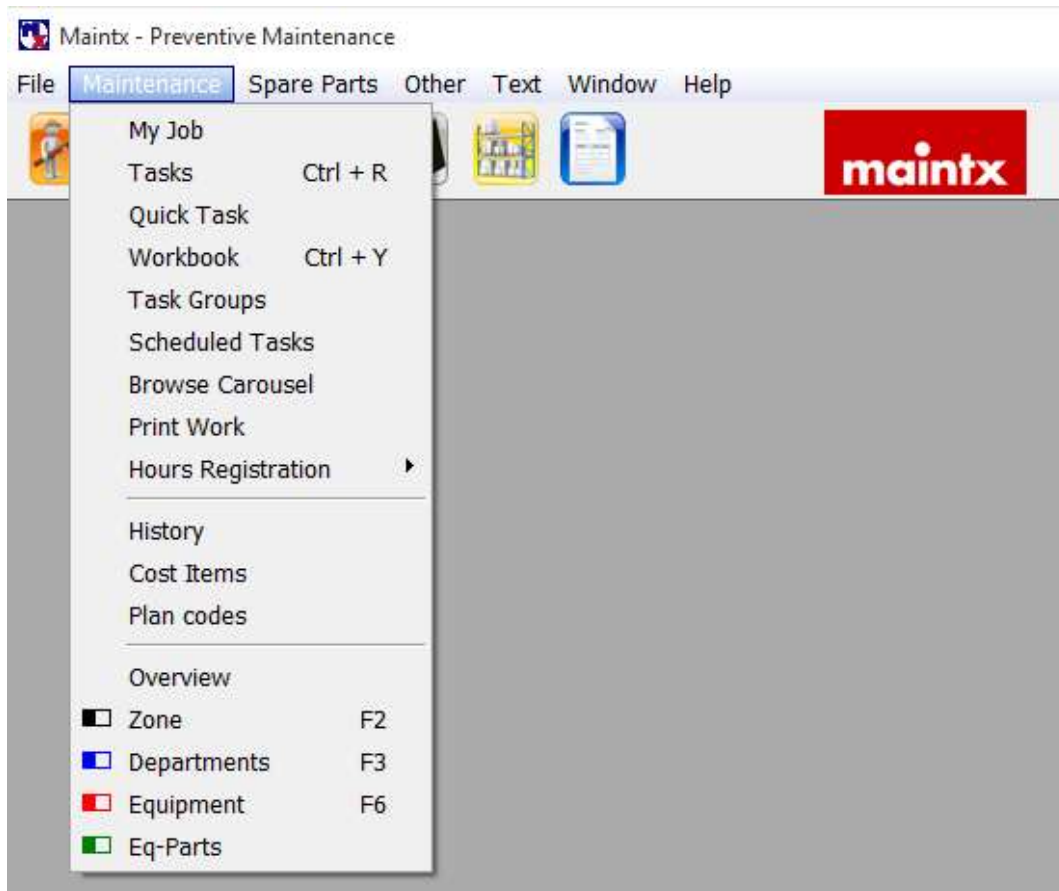 Maintx - Preventive Maintenance
File Maintenance Spare Parts Other Text Window Help
maintx
My Job
Tasks Ctrl + R
Quick Task
Workbook Ctrl + Y
Task Groups
Scheduled Tasks
Browse Carousel
Print Work
Hours Registration
History
Cost Items
Plan codes
Overview
Zone F2
Departments F3
Equipment F6
Eq-Parts